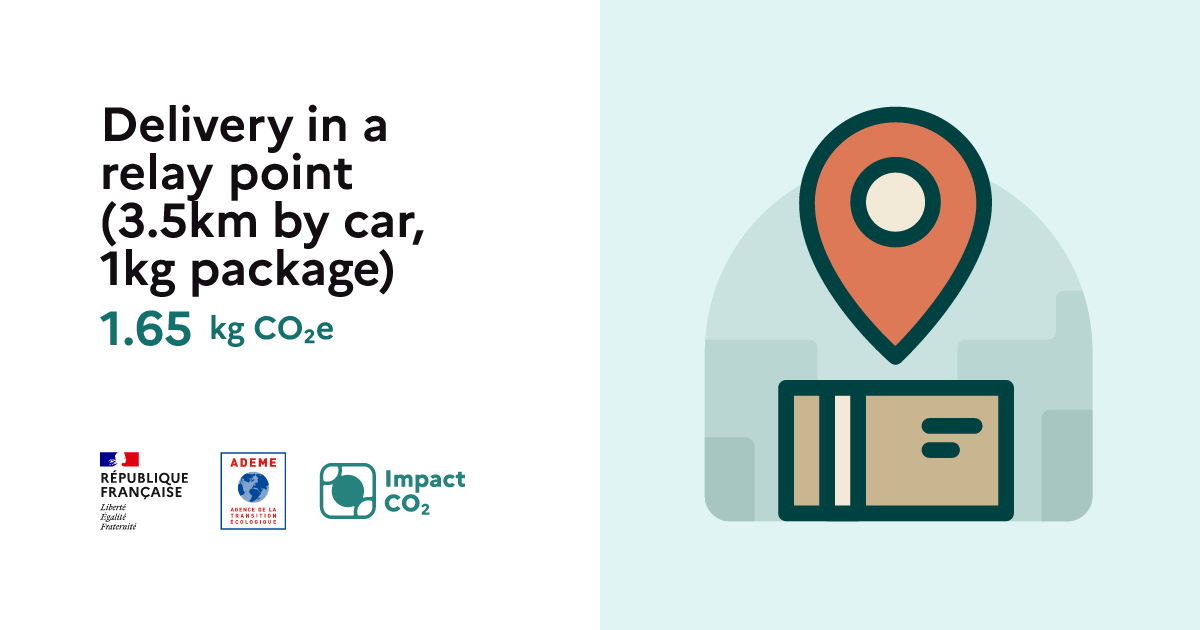 Delivery in a
relay point
(3.5km by car,
1kg package)
1.65 kg CO₂e
RÉPUBLIQUE
FRANÇAISE
Liberté
Égalité
Fraternité
ADEME
AGENCE DE LA
TRANSITION
ÉCOLOGIQUE
Impact
CO₂